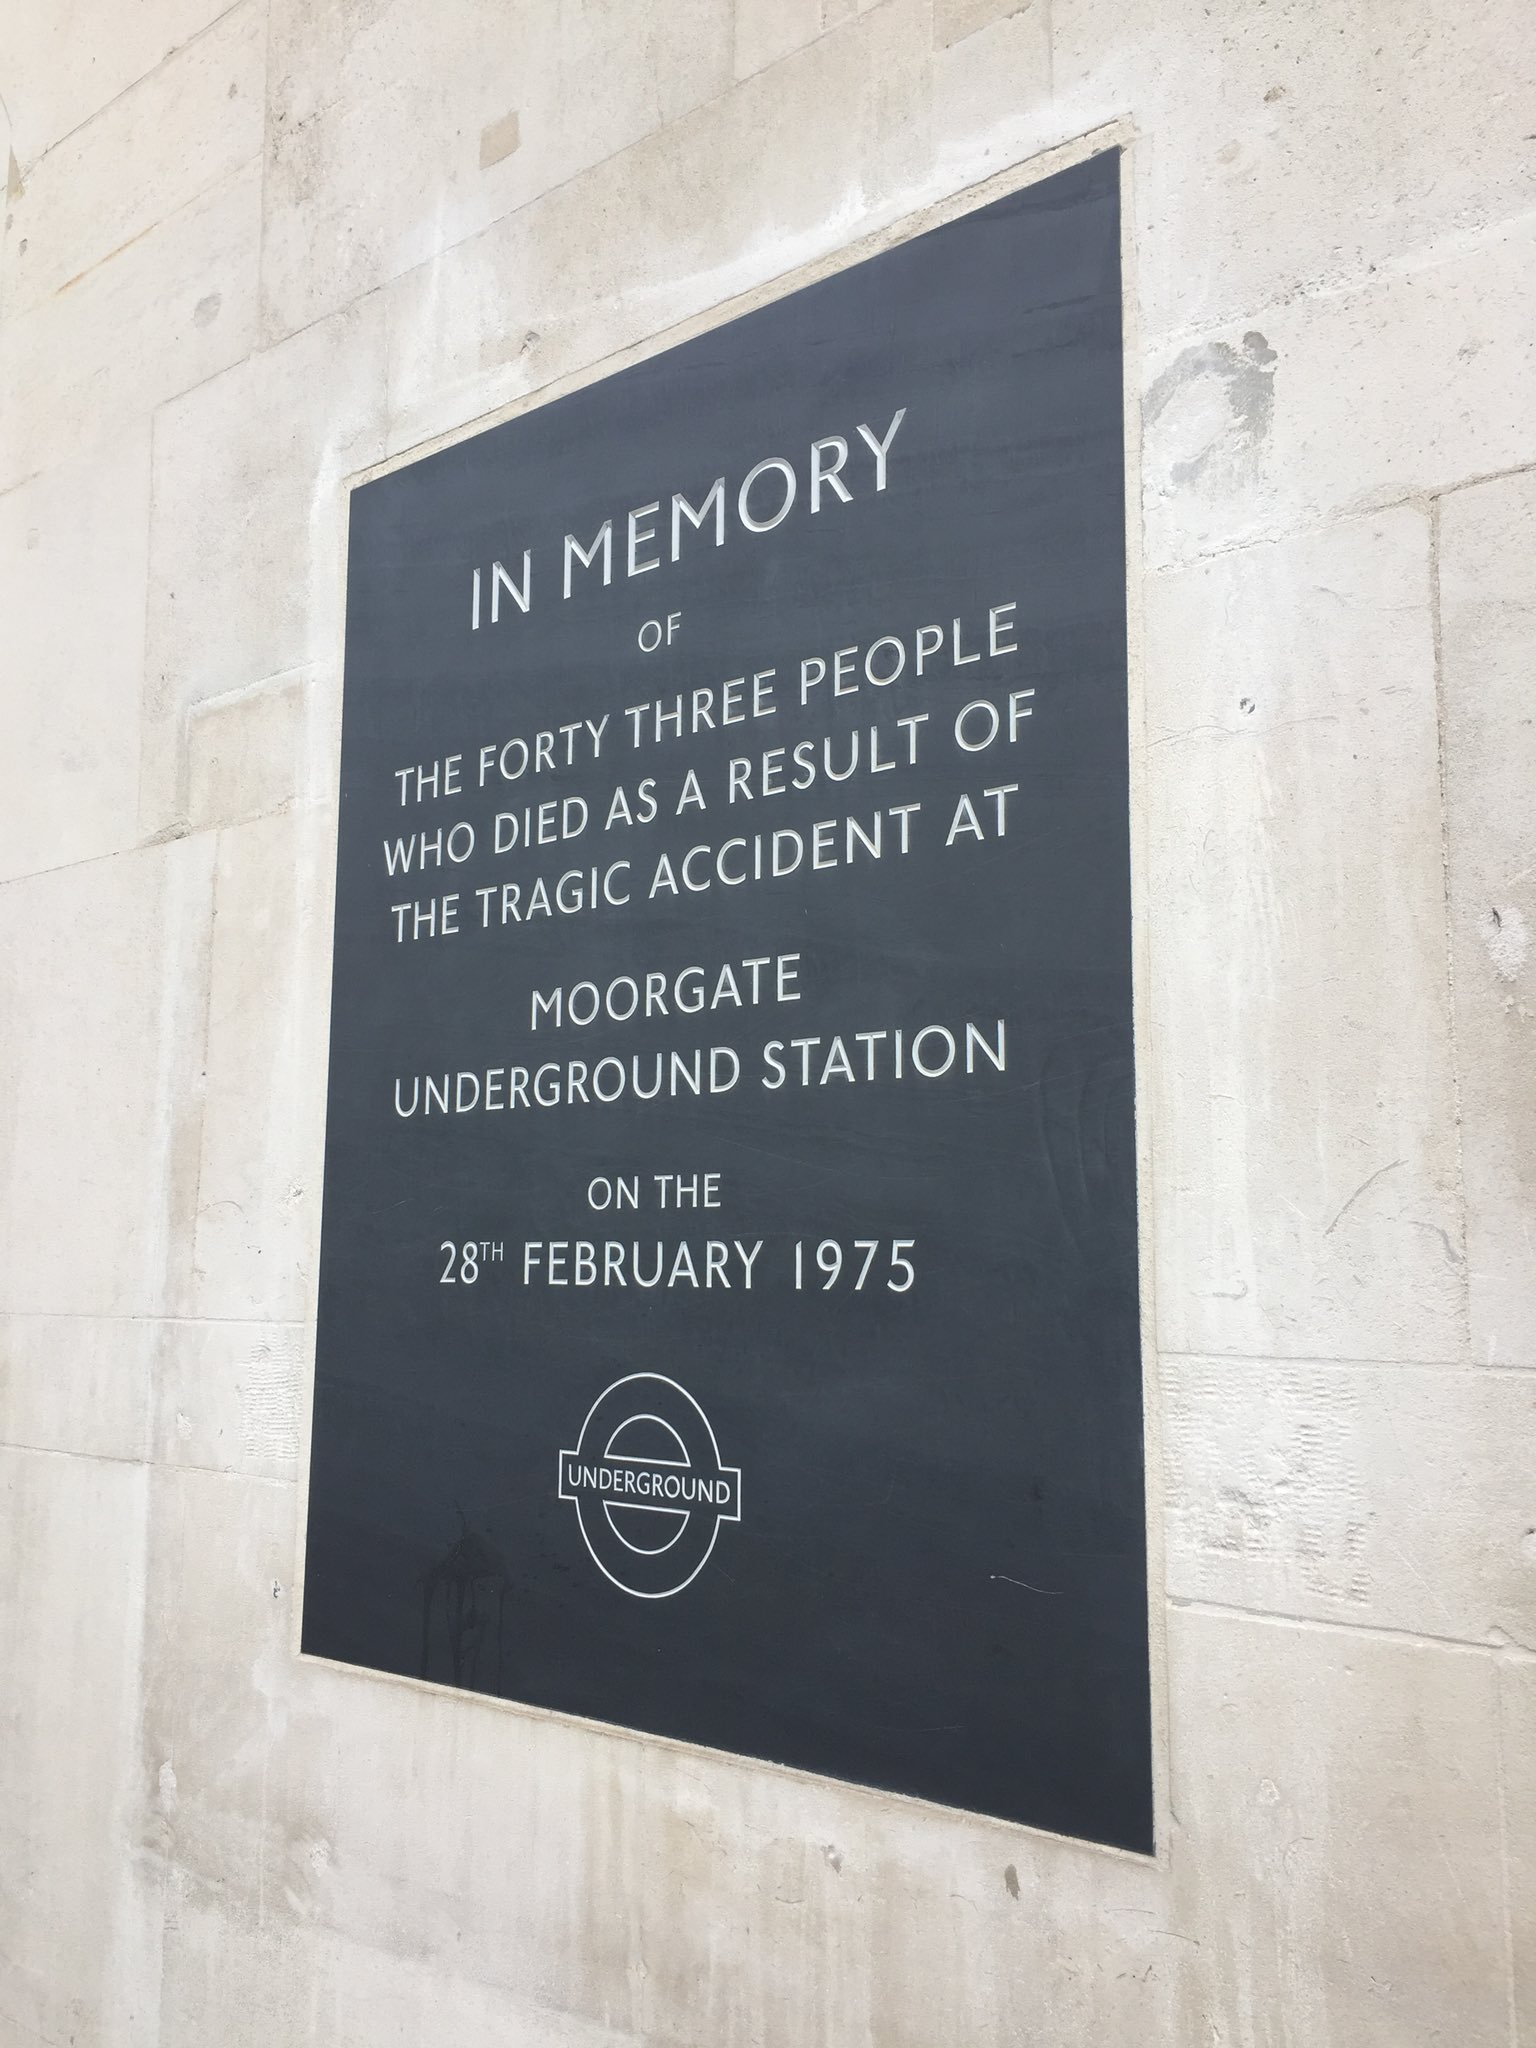 IN MEMORY
OF
THE FORTY THREE PEOPLE
WHO DIED AS A RESULT OF
THE TRAGIC ACCIDENT AT
MOORGATE
UNDERGROUND STATION
ON THE
28TH FEBRUARY 1975
UNDERGROUND